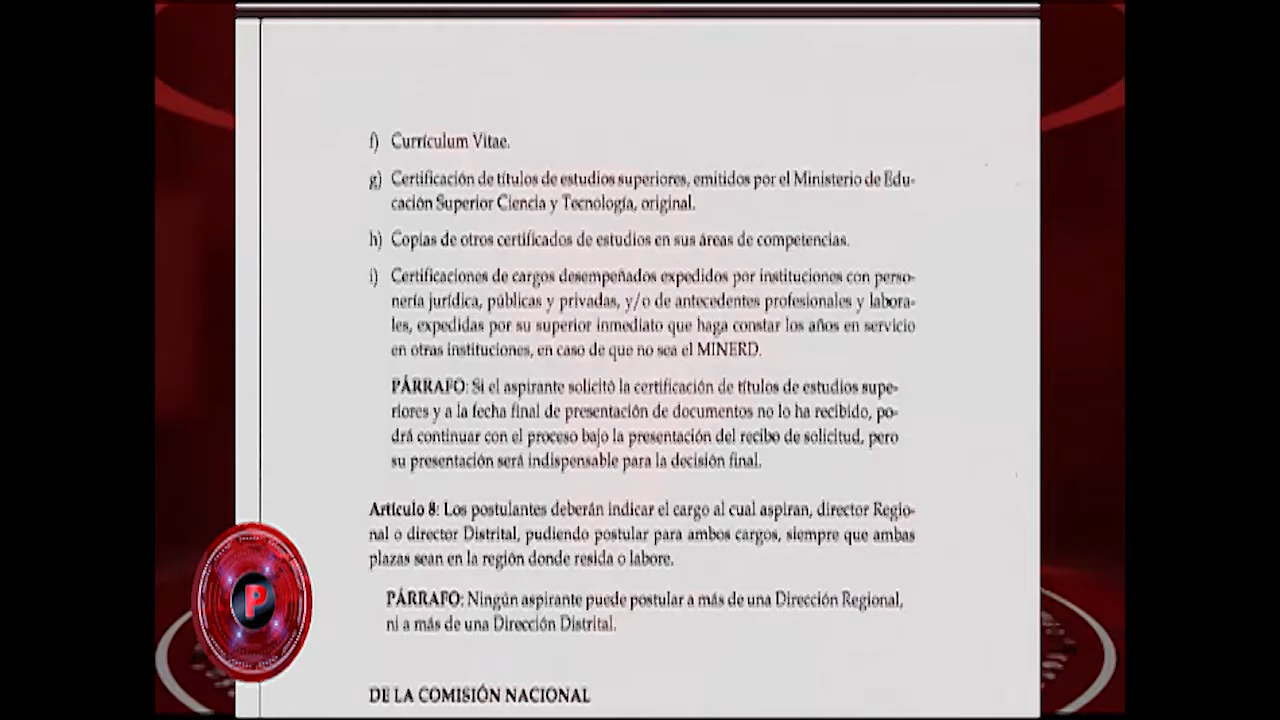 f) Currículum Vitae.
g) Certificación de títulos de estudios superiores, emitidos por el Ministerio de Edu-
cación Superior Ciencia y Tecnología, original.
h) Copias de otros certificados de estudios en sus áreas de competencias.
i) Certificaciones de cargos desempeñados expedidos por instituciones con perso-
nería jurídica, públicas y privadas, y/o de antecedentes profesionales y labora-
les, expedidas por su superior inmediato que haga constar los años en servicio
en otras instituciones, en caso de que no sea el MINERD.
PÁRRAFO: Si el aspirante solicitó la certificación de títulos de estudios supe-
riores y a la fecha final de presentación de documentos no lo ha recibido, po-
drá continuar con el proceso bajo la presentación del recibo de solicitud, pero
su presentación será indispensable para la decisión final.
Artículo 8: Los postulantes deberán indicar el cargo al cual aspiran, director Regio-
nal o director Distrital, pudiendo postular para ambos cargos, siempre que ambas
plazas sean en la región donde resida o labore.
PÁRRAFO: Ningún aspirante puede postular a más de una Dirección Regional,
ni a más de una Dirección Distrital.
P
DE LA COMISIÓN NACIONAL